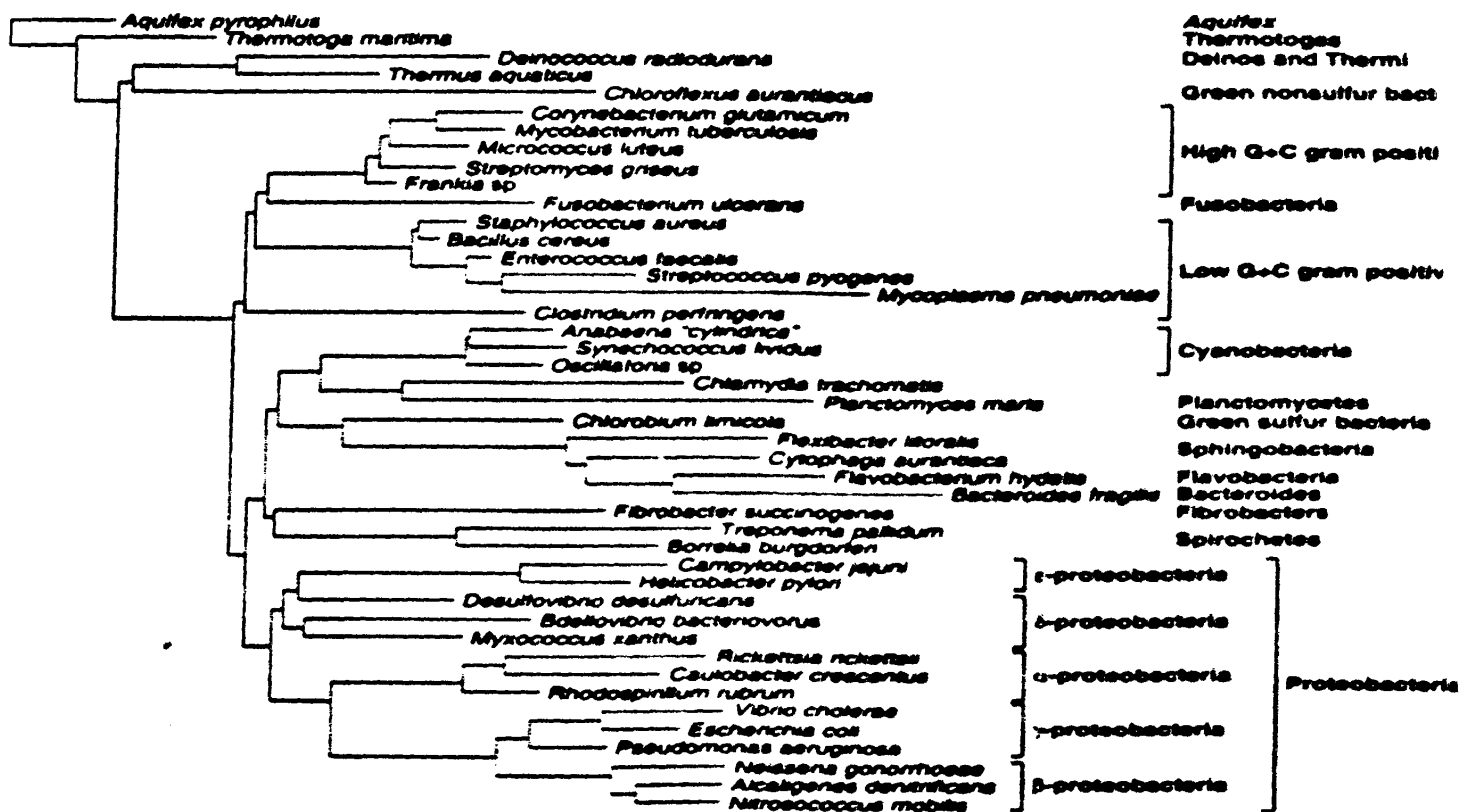 Aquifex pyrophilus Aquifex
Thermotoga maritima Thermotogas
Deinococcus radiodurans Deinos and Thermi
Thermus aquaticus
Chloroflexus aurantiacus Green nonsulfur bact
Corynebacterium glutamicum
Mycobacterium tuberculosis
Micrococcus luteus High G+C gram positi
Streptomyces griseus
Frankia sp
Fusobacterium ulcerans Fusobacteria
Staphylococcus aureus
Bacillus cereus
Enterococcus faecalis
Streptococcus pyogenes Low G+C gram positiv
Mycoplasma pneumoniae
Clostridium perfringens
Anabaena "cylindrica"
Synechococcus lividus Cyanobacteria
Oscillatoria sp
Chlamydia trachomatis
Planctomyces maris Planctomycetes
Chlorobium limicola Green sulfur bacteria
Flexibacter litoralis Sphingobacteria
Cytophaga aurantiaca
Flavobacterium hydatis Flavobacteria
Bacteroides fragilis Bacteroides
Fibrobacter succinogenes Fibrobacters
Treponema pallidum Spirochetes
Borrelia burgdorferi
Campylobacter jejuni ε-proteobacteria
Helicobacter pylori
Desulfovibrio desulfuricans
Bdellovibrio bacteriovorus δ-proteobacteria
Myxococcus xanthus
Rickettsia rickettsii
Caulobacter crescentus α-proteobacteria Proteobacteria
Rhodospirillum rubrum
Vibrio cholerae
Escherichia coli γ-proteobacteria
Pseudomonas aeruginosa
Neisseria gonorrhoeae
Alcaligenes denitrificans β-proteobacteria
Nitrosococcus mobilis